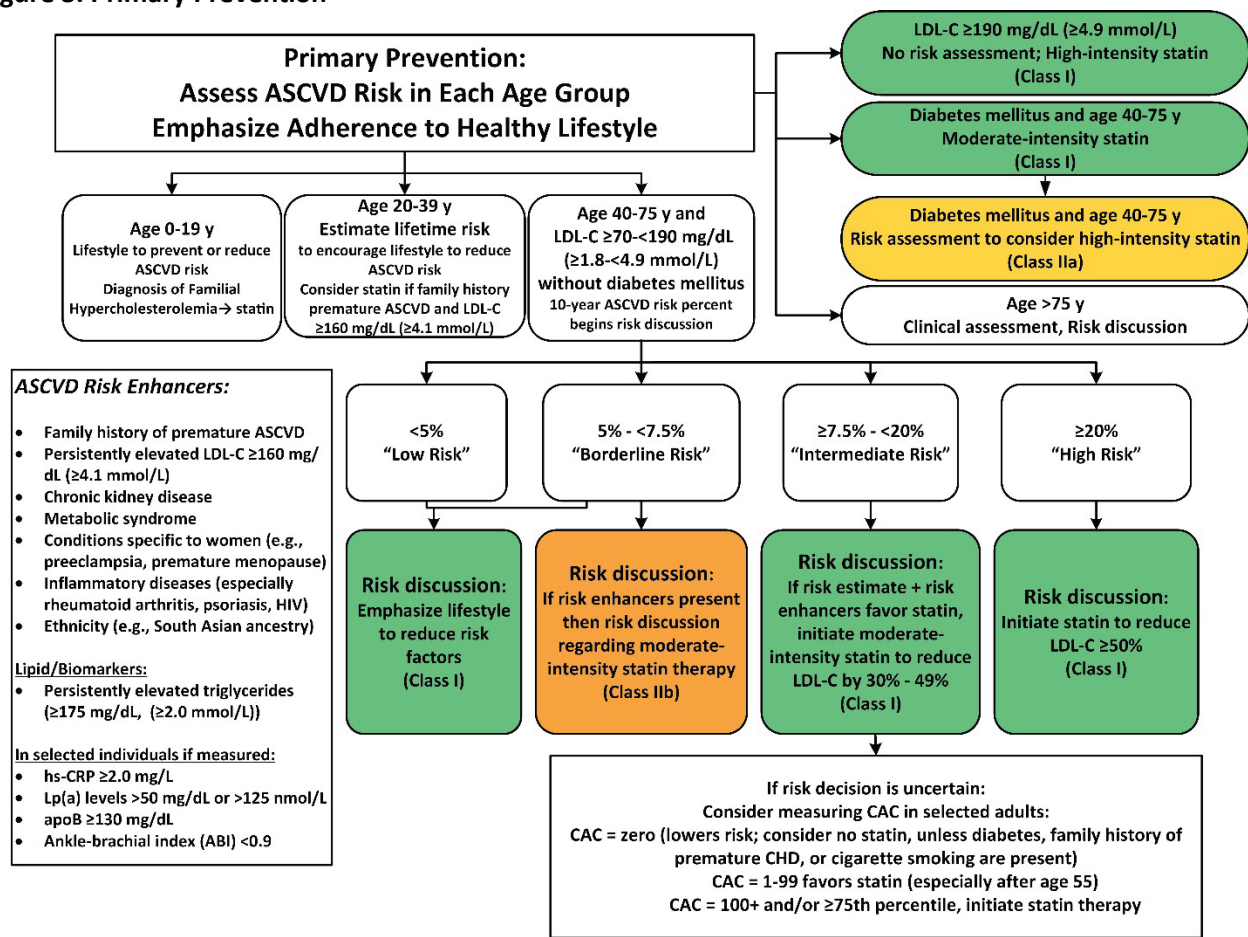 gure 3. Primary Prevention
Primary Prevention:
Assess ASCVD Risk in Each Age Group
Emphasize Adherence to Healthy Lifestyle
LDL-C ≥190 mg/dL (≥4.9 mmol/L)
No risk assessment; High-intensity statin
(Class I)
Diabetes mellitus and age 40-75 y
Moderate-intensity statin
(Class I)
Diabetes mellitus and age 40-75 y
Risk assessment to consider high-intensity statin
(Class IIa)
Age >75 y
Clinical assessment, Risk discussion
Age 0-19 y
Lifestyle to prevent or reduce
ASCVD risk
Diagnosis of Familial
Hypercholesterolemia→ statin
Age 20-39 y
Estimate lifetime risk
to encourage lifestyle to reduce
ASCVD risk
Consider statin if family history
premature ASCVD and LDL-C
≥160 mg/dL (≥4.1 mmol/L)
Age 40-75 y and
LDL-C ≥70-<190 mg/dL
(≥1.8-<4.9 mmol/L)
without diabetes mellitus
10-year ASCVD risk percent
begins risk discussion
ASCVD Risk Enhancers:
• Family history of premature ASCVD
• Persistently elevated LDL-C ≥160 mg/
dL (≥4.1 mmol/L)
• Chronic kidney disease
• Metabolic syndrome
• Conditions specific to women (e.g.,
preeclampsia, premature menopause)
• Inflammatory diseases (especially
rheumatoid arthritis, psoriasis, HIV)
• Ethnicity (e.g., South Asian ancestry)
Lipid/Biomarkers:
• Persistently elevated triglycerides
(≥175 mg/dL, (≥2.0 mmol/L))
In selected individuals if measured:
• hs-CRP ≥2.0 mg/L
• Lp(a) levels >50 mg/dL or >125 nmol/L
• apoB ≥130 mg/dL
• Ankle-brachial index (ABI) <0.9
<5%
“Low Risk”
5% - <7.5%
“Borderline Risk”
≥7.5% - <20%
“Intermediate Risk”
≥20%
“High Risk”
Risk discussion:
Emphasize lifestyle
to reduce risk
factors
(Class I)
Risk discussion:
If risk enhancers present
then risk discussion
regarding moderate-
intensity statin therapy
(Class IIb)
Risk discussion:
If risk estimate + risk
enhancers favor statin,
initiate moderate-
intensity statin to reduce
LDL-C by 30% - 49%
(Class I)
Risk discussion:
Initiate statin to reduce
LDL-C ≥50%
(Class I)
If risk decision is uncertain:
Consider measuring CAC in selected adults:
CAC = zero (lowers risk; consider no statin, unless diabetes, family history of
premature CHD, or cigarette smoking are present)
CAC = 1-99 favors statin (especially after age 55)
CAC = 100+ and/or ≥75th percentile, initiate statin therapy